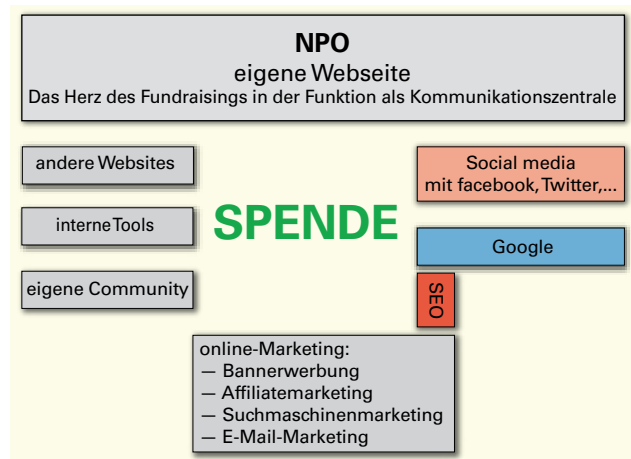 NPO
eigene Webseite
Das Herz des Fundraisings in der Funktion als Kommunikationszentrale
andere Websites
interne Tools
eigene Community
SPENDE
Social media
mit facebook, Twitter,...
Google
SEO
online-Marketing:
— Bannerwerbung
— Affiliatemarketing
— Suchmaschinenmarketing
— E-Mail-Marketing